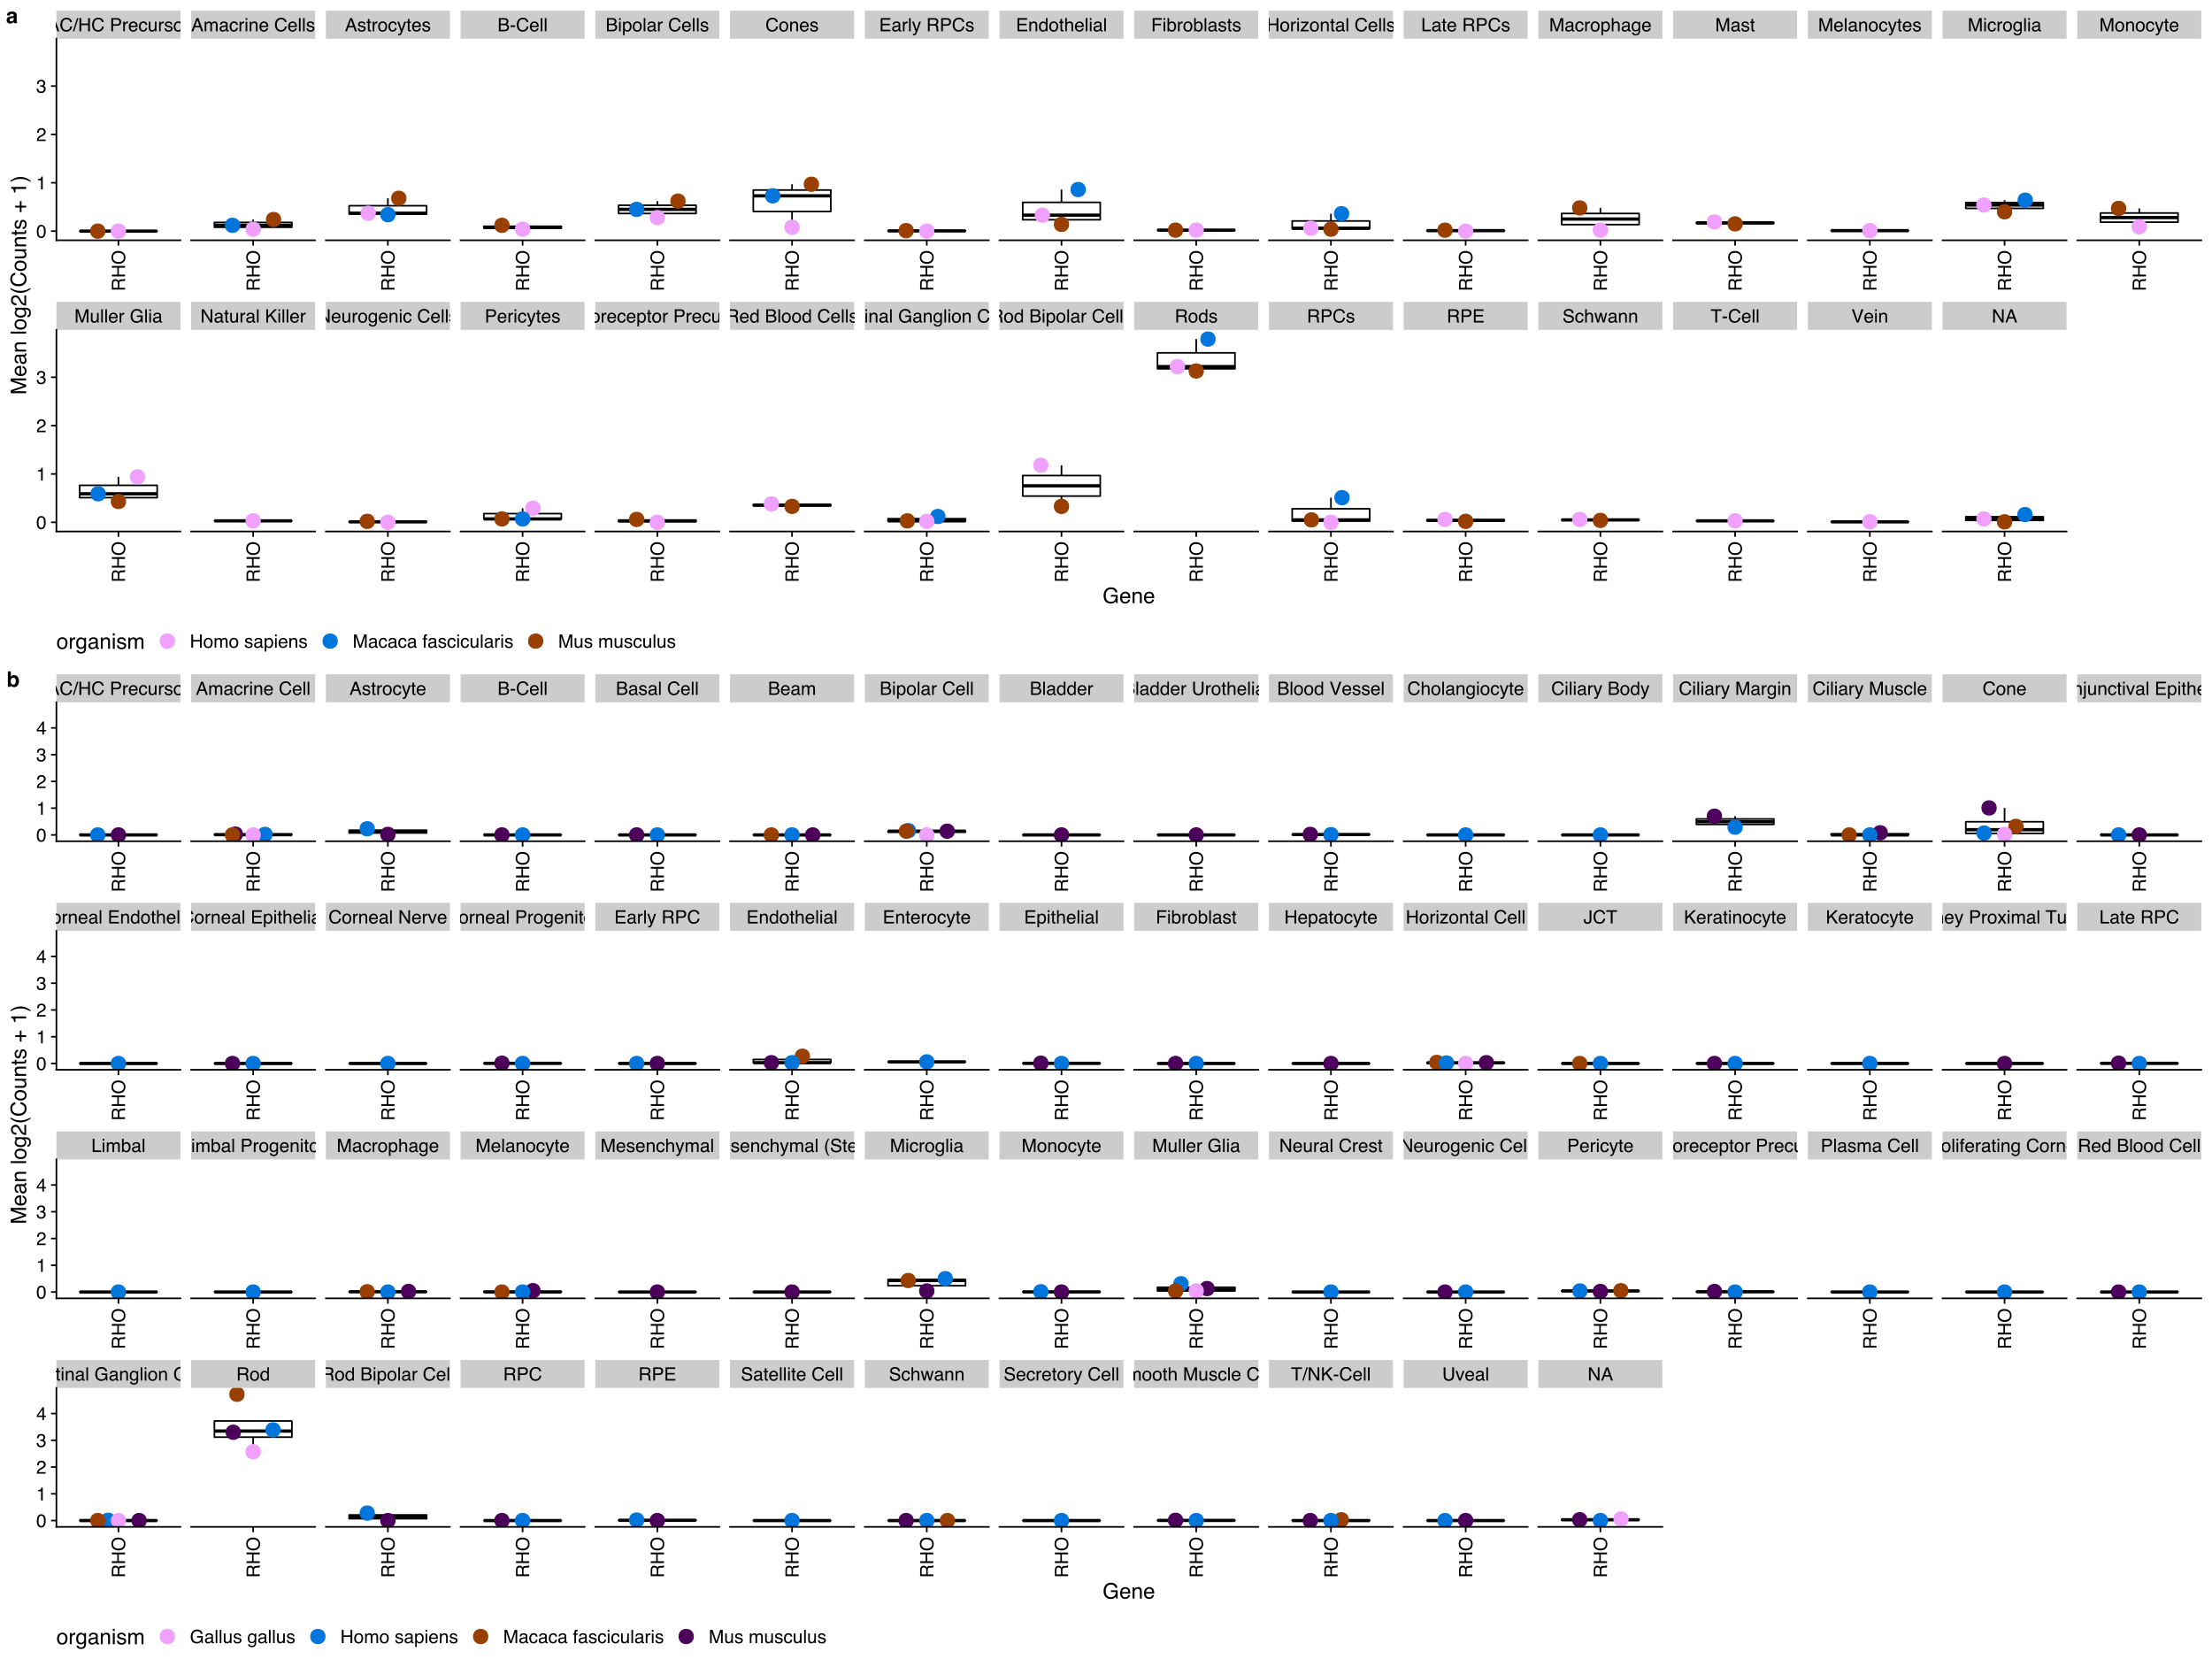 a
AC/HC Precursc Amacrine Cells Astrocytes B-Cell Bipolar Cells Cones Early RPCs Endothelial Fibroblasts Horizontal Cells Late RPCs Macrophage Mast Melanocytes Microglia Monocyte
3
2
1
0
RHO RHO RHO RHO RHO RHO RHO RHO RHO RHO RHO RHO RHO RHO RHO RHO
Mean log2(Counts + 1)
Muller Glia Natural Killer Neurogenic Cells Pericytes oreceptor Precu Red Blood Cells inal Ganglion C Rod Bipolar Cell Rods RPCs RPE Schwann T-Cell Vein NA
3
2
1
0
RHO RHO RHO RHO RHO RHO RHO RHO RHO RHO RHO RHO RHO RHO RHO
Gene
organism Homo sapiens Macaca fascicularis Mus musculus
b
AC/HC Precursc Amacrine Cell Astrocyte B-Cell Basal Cell Beam Bipolar Cell Bladder ladder Urothelia Blood Vessel Cholangiocyte Ciliary Body Ciliary Margin Ciliary Muscle Cone njunctival Epithe
4
3
2
1
0
RHO RHO RHO RHO RHO RHO RHO RHO RHO RHO RHO RHO RHO RHO RHO RHO
orneal Endothel Corneal Epithelia Corneal Nerve orneal Progenit Early RPC Endothelial Enterocyte Epithelial Fibroblast Hepatocyte Horizontal Cell JCT Keratinocyte Keratocyte ney Proximal Tu Late RPC
4
3
2
1
0
RHO RHO RHO RHO RHO RHO RHO RHO RHO RHO RHO RHO RHO RHO RHO RHO
Mean log2(Counts + 1)
Limbal imbal Progenitc Macrophage Melanocyte Mesenchymal senchymal (Ste Microglia Monocyte Muller Glia Neural Crest Neurogenic Cel Pericyte oreceptor Precu Plasma Cell oliferating Corn Red Blood Cell
4
3
2
1
0
RHO RHO RHO RHO RHO RHO RHO RHO RHO RHO RHO RHO RHO RHO RHO RHO
tinal Ganglion C Rod Rod Bipolar Cel RPC RPE Satellite Cell Schwann Secretory Cell mooth Muscle C T/NK-Cell Uveal NA
4
3
2
1
0
RHO RHO RHO RHO RHO RHO RHO RHO RHO RHO RHO RHO
Gene
organism Gallus gallus Homo sapiens Macaca fascicularis Mus musculus